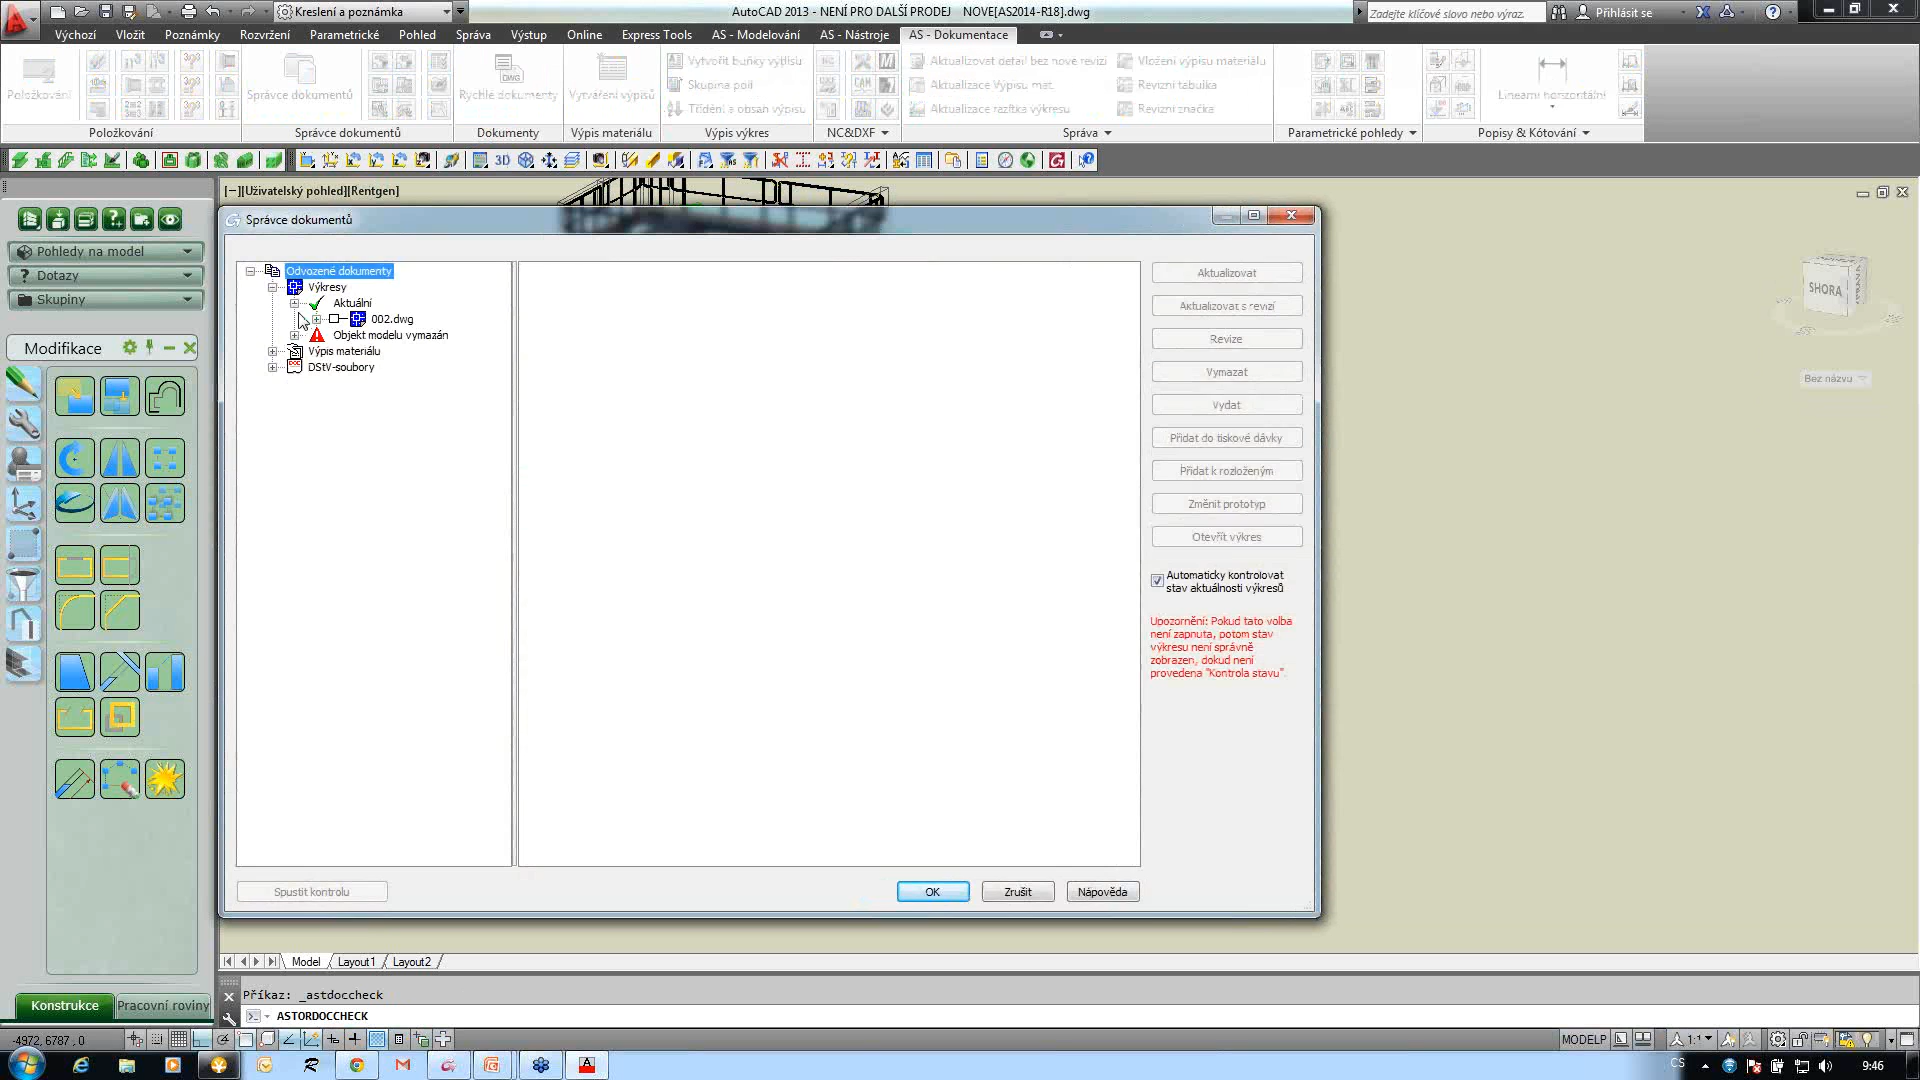 Kreslení a poznámka
AutoCAD 2013 - NENÍ PRO DALŠÍ PRODEJ    NOVE[AS2014-R18].dwg
Zadejte klíčové slovo nebo výraz.
Přihlásit se
Výchozí Vložit Poznámky Rozvržení Parametrické Pohled Správa Výstup Online Express Tools AS - Modelování AS - Nástroje AS - Dokumentace
Položkování
Správce dokumentů
Rychlé dokumenty
Vytváření výpisů
Vytvořit buňky výtisu
Skupina polí
Třídění a obsah výpisu
Aktualizovat detail bez nové revizi
Aktualizace Výpisu mat.
Aktualizace razítka výkresu
Vložení výpisu materiálu
Revizní tabulka
Revizní značka
Lineární horizontální
Položkování Správce dokumentů Dokumenty Výpis materiálu Výpis výkres NC&DXF Správa Parametrické pohledy Popisy & Kótování
[−][Uživatelský pohled][Rentgen]
Pohledy na model
Dotazy
Skupiny
Modifikace
Konstrukce
Pracovní roviny
Správce dokumentů
Odvozené dokumenty
Výkresy
Aktuální
002.dwg
Objekt modelu vymazán
Výpis materiálu
DStV-soubory
Aktualizovat
Aktualizovat s revizí
Revize
Vymazat
Vydat
Přidat do tiskové dávky
Přidat k rozloženým
Změnit prototyp
Otevřít výkres
Automaticky kontrolovat
stav aktuálnosti výkresů
Upozornění: Pokud tato volba
není zapnuta, potom stav
výkresu není správně
zobrazen, dokud není
provedena "Kontrola stavu".
Spustit kontrolu
OK
Zrušit
Nápověda
SHORA
Bez názvu
Model Layout1 Layout2
Příkaz: _astdoccheck
ASTORDOCCHECK
-4972, 6787 , 0
MODELP
1:1
CS
9:46